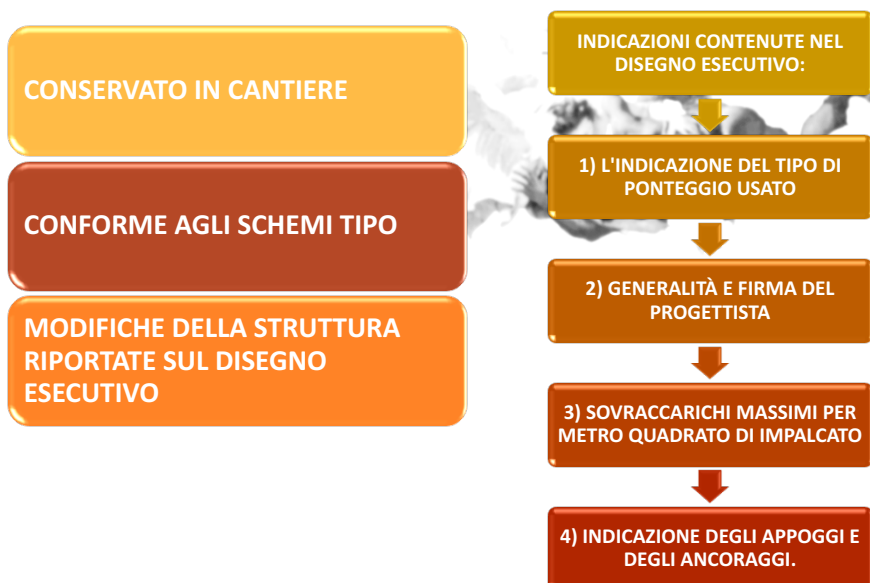 CONSERVATO IN CANTIERE
CONFORME AGLI SCHEMI TIPO
MODIFICHE DELLA STRUTTURA
RIPORTATE SUL DISEGNO
ESECUTIVO
INDICAZIONI CONTENUTE NEL
DISEGNO ESECUTIVO:
1) L'INDICAZIONE DEL TIPO DI
PONTEGGIO USATO
2) GENERALITÀ E FIRMA DEL
PROGETTISTA
3) SOVRACCARICHI MASSIMI PER
METRO QUADRATO DI IMPALCATO
4) INDICAZIONE DEGLI APPOGGI E
DEGLI ANCORAGGI.